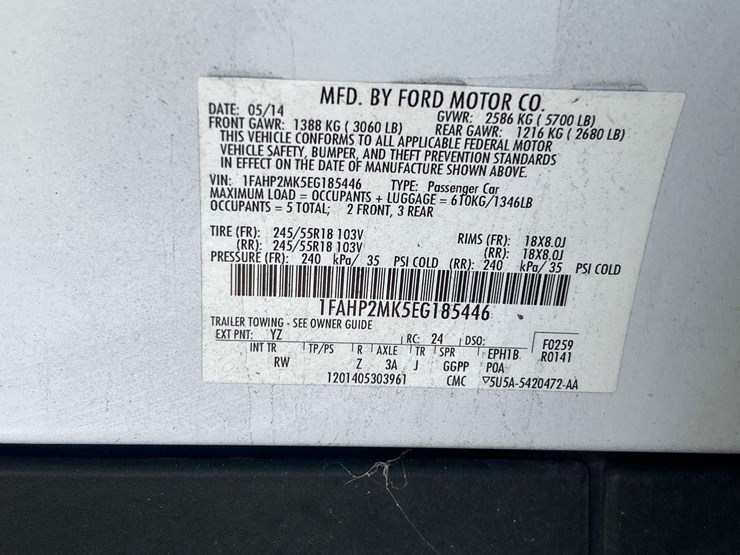 MFD. BY FORD MOTOR CO.
DATE: 05/14 GVWR: 2586 KG ( 5700 LB)
FRONT GAWR: 1388 KG ( 3060 LB) REAR GAWR: 1216 KG ( 2680 LB)
THIS VEHICLE CONFORMS TO ALL APPLICABLE FEDERAL MOTOR
VEHICLE SAFETY, BUMPER, AND THEFT PREVENTION STANDARDS
IN EFFECT ON THE DATE OF MANUFACTURE SHOWN ABOVE.
VIN: 1FAHP2MK5EG185446 TYPE: Passenger Car
MAXIMUM LOAD = OCCUPANTS + LUGGAGE = 610KG/1346LB
OCCUPANTS = 5 TOTAL; 2 FRONT, 3 REAR
TIRE (FR): 245/55R18 103V RIMS (FR): 18X8.0J
(RR): 245/55R18 103V (RR): 18X8.0J
PRESSURE (FR): 240 kPa/ 35 PSI COLD (RR): 240 kPa/ 35 PSI COLD
1FAHP2MK5EG185446
TRAILER TOWING - SEE OWNER GUIDE
EXT PNT: YZ RC: 24 DSO: F0259
INT TR TP/PS R AXLE TR SPR EPH1B R0141
RW Z 3A J GGPP POA
1201405303961 CMC ▽5U5A-5420472-AA